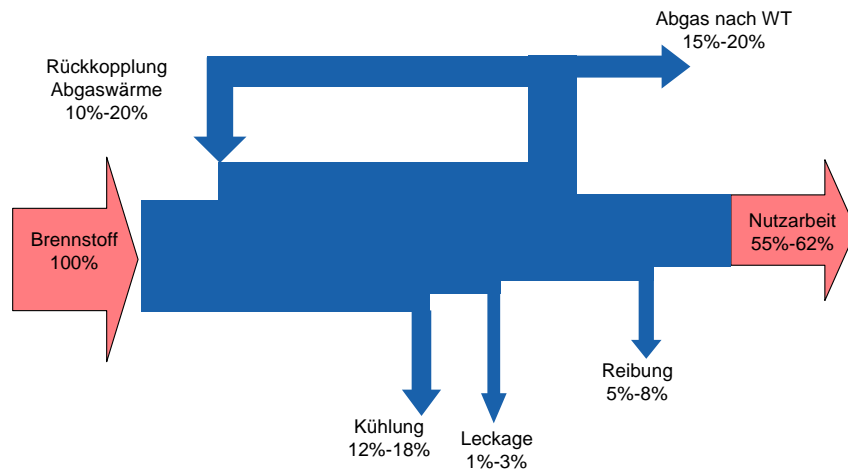 Abgas nach WT
15%-20%
Rückkopplung
Abgaswärme
10%-20%
Brennstoff
100%
Nutzarbeit
55%-62%
Reibung
5%-8%
Kühlung
12%-18%
Leckage
1%-3%